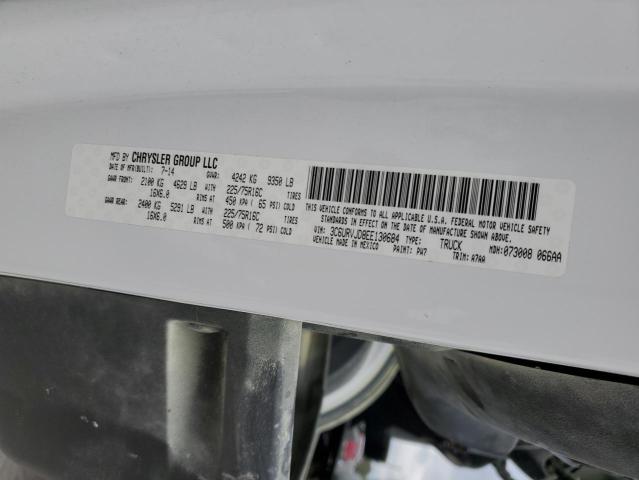 MFD BY CHRYSLER GROUP LLC
DATE OF MFR(BUILT): 7-14 GVWR: 4242 KG 9350 LB
GAWR FRONT: 2100 KG 4629 LB WITH 225/75R16C TIRES
16X6.0 RIMS AT 450 KPA ( 65 PSI) COLD
GAWR REAR: 2400 KG 5291 LB WITH 225/75R16C TIRES
16X6.0 RIMS AT 500 KPA ( 72 PSI) COLD
THIS VEHICLE CONFORMS TO ALL APPLICABLE U.S.A. FEDERAL MOTOR VEHICLE SAFETY
STANDARDS IN EFFECT ON THE DATE OF MANUFACTURE SHOWN ABOVE.
VIN: 3C6URVJD8EE130684 TYPE: TRUCK MDH: 073008 066AA
VEHICLE MADE IN MEXICO PAINT: PW7 TRIM: A7AA